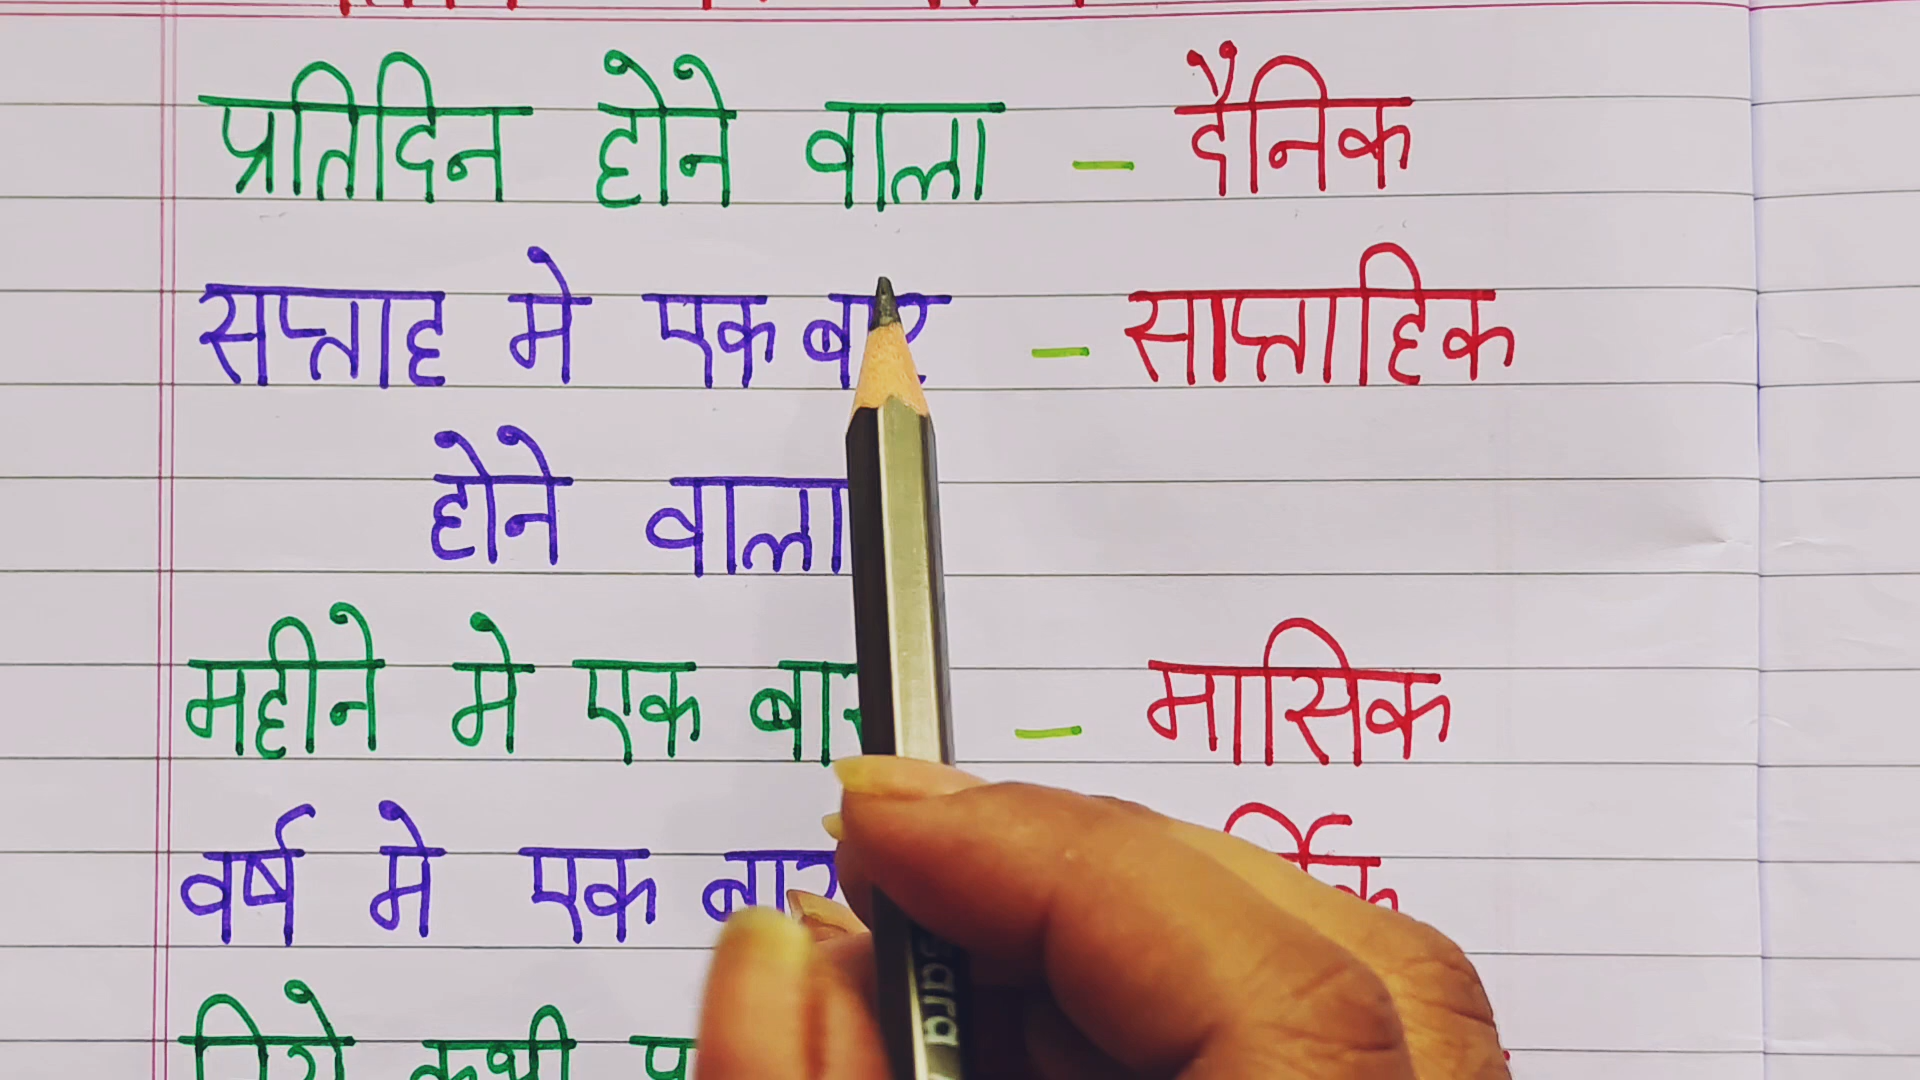 प्रतिदिन होने वाला - दैनिक
सप्ताह मे एक बार - साप्ताहिक
होने वाला
महीने मे एक बार - मासिक
वर्ष मे एक बार